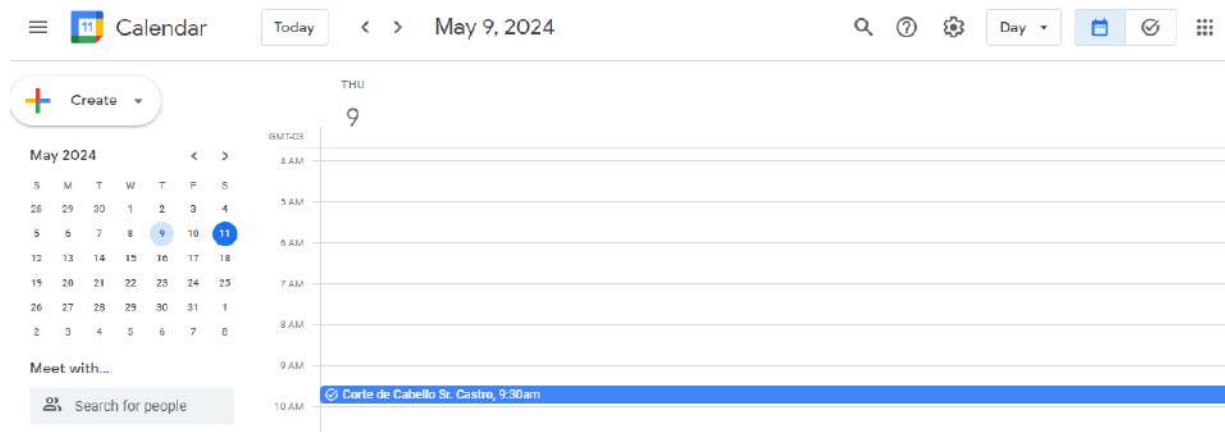 11 Calendar Today May 9, 2024 Day
Create
THU
9
GMT-03
May 2024
S M T W T F S
28 29 30 1 2 3 4
5 6 7 8 9 10 11
12 13 14 15 16 17 18
19 20 21 22 23 24 25
26 27 28 29 30 31 1
2 3 4 5 6 7 8
Meet with...
Search for people
4 AM
5 AM
6 AM
7 AM
8 AM
9 AM
Corte de Cabello Sr. Castro, 9:30am
10 AM